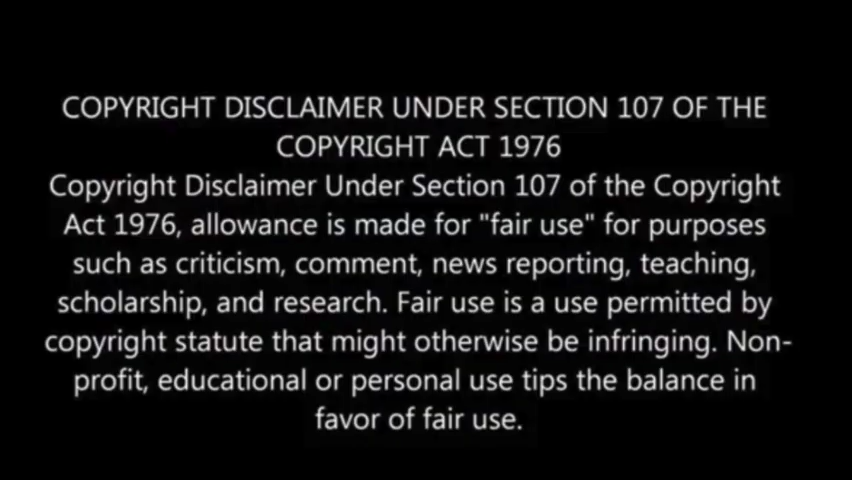 COPYRIGHT DISCLAIMER UNDER SECTION 107 OF THE
COPYRIGHT ACT 1976
Copyright Disclaimer Under Section 107 of the Copyright
Act 1976, allowance is made for "fair use" for purposes
such as criticism, comment, news reporting, teaching,
scholarship, and research. Fair use is a use permitted by
copyright statute that might otherwise be infringing. Non-
profit, educational or personal use tips the balance in
favor of fair use.